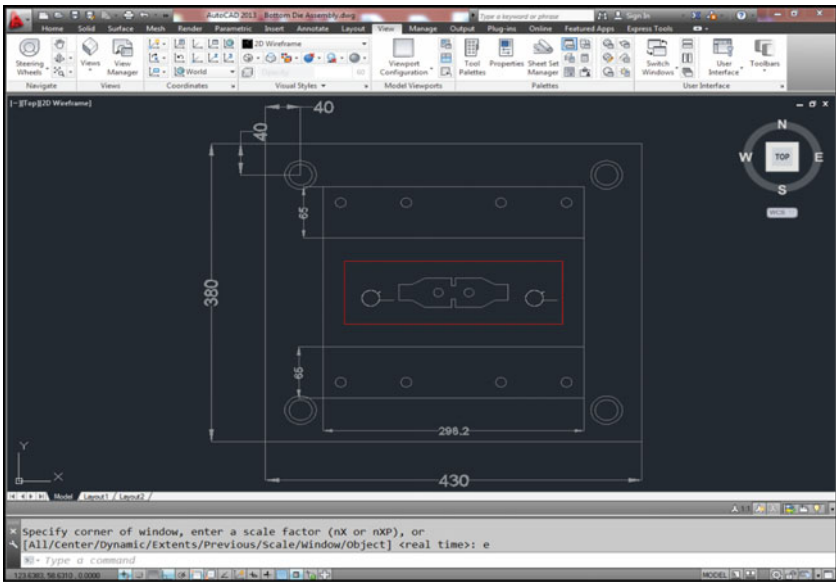 AutoCAD 2013 Bottom Die Assembly.dwg
Type a keyword or phrase
Sign In
Home Solid Surface Mesh Render Parametric Insert Annotate Layout View Manage Output Plug-ins Online Featured Apps Express Tools
2D Wireframe
Steering Wheels
Views
View Manager
World
Opacity
60
Viewport Configuration
Tool Palettes
Properties
Sheet Set Manager
Switch Windows
User Interface
Toolbars
Navigate Views Coordinates Visual Styles Model Viewports Palettes User Interface
[−][Top][2D Wireframe]
40
40
N
W TOP E
S
WCS
65
380
65
298.2
430
Y
X
Model Layout1 Layout2
1:1
Specify corner of window, enter a scale factor (nX or nXP), or
[All/Center/Dynamic/Extents/Previous/Scale/Window/Object] <real time>: e
Type a command
MODEL